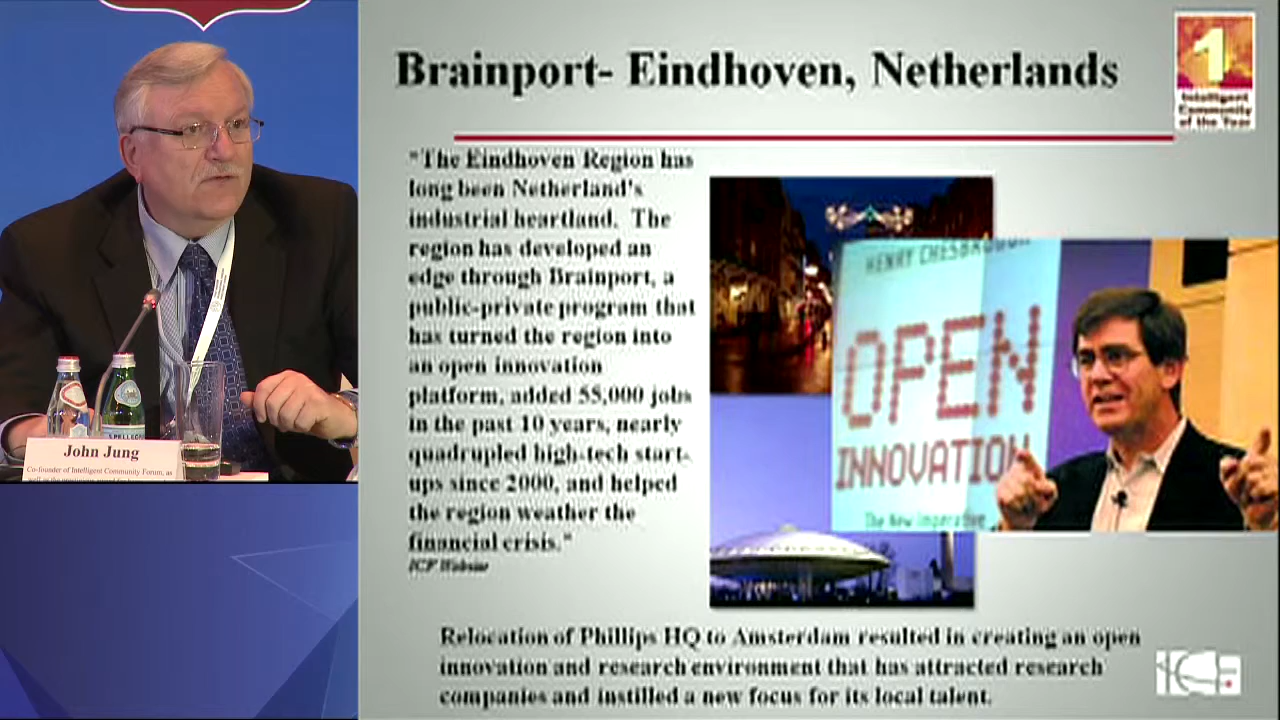 Brainport- Eindhoven, Netherlands
1
Intelligent
Community
of the Year
"The Eindhoven Region has
long been Netherland's
industrial heartland. The
region has developed an
edge through Brainport, a
public-private program that
has turned the region into
an open innovation
platform, added 55,000 jobs
in the past 10 years, nearly
quadrupled high-tech start-
ups since 2000, and helped
the region weather the
financial crisis."
ICF Website
HENRY CHESBROUGH
OPEN
INNOVATION
The New Imperative
Relocation of Phillips HQ to Amsterdam resulted in creating an open
innovation and research environment that has attracted research
companies and instilled a new focus for its local talent.
ICF
S.PELLEGRINO
John Jung
Co-founder of Intelligent Community Forum, as